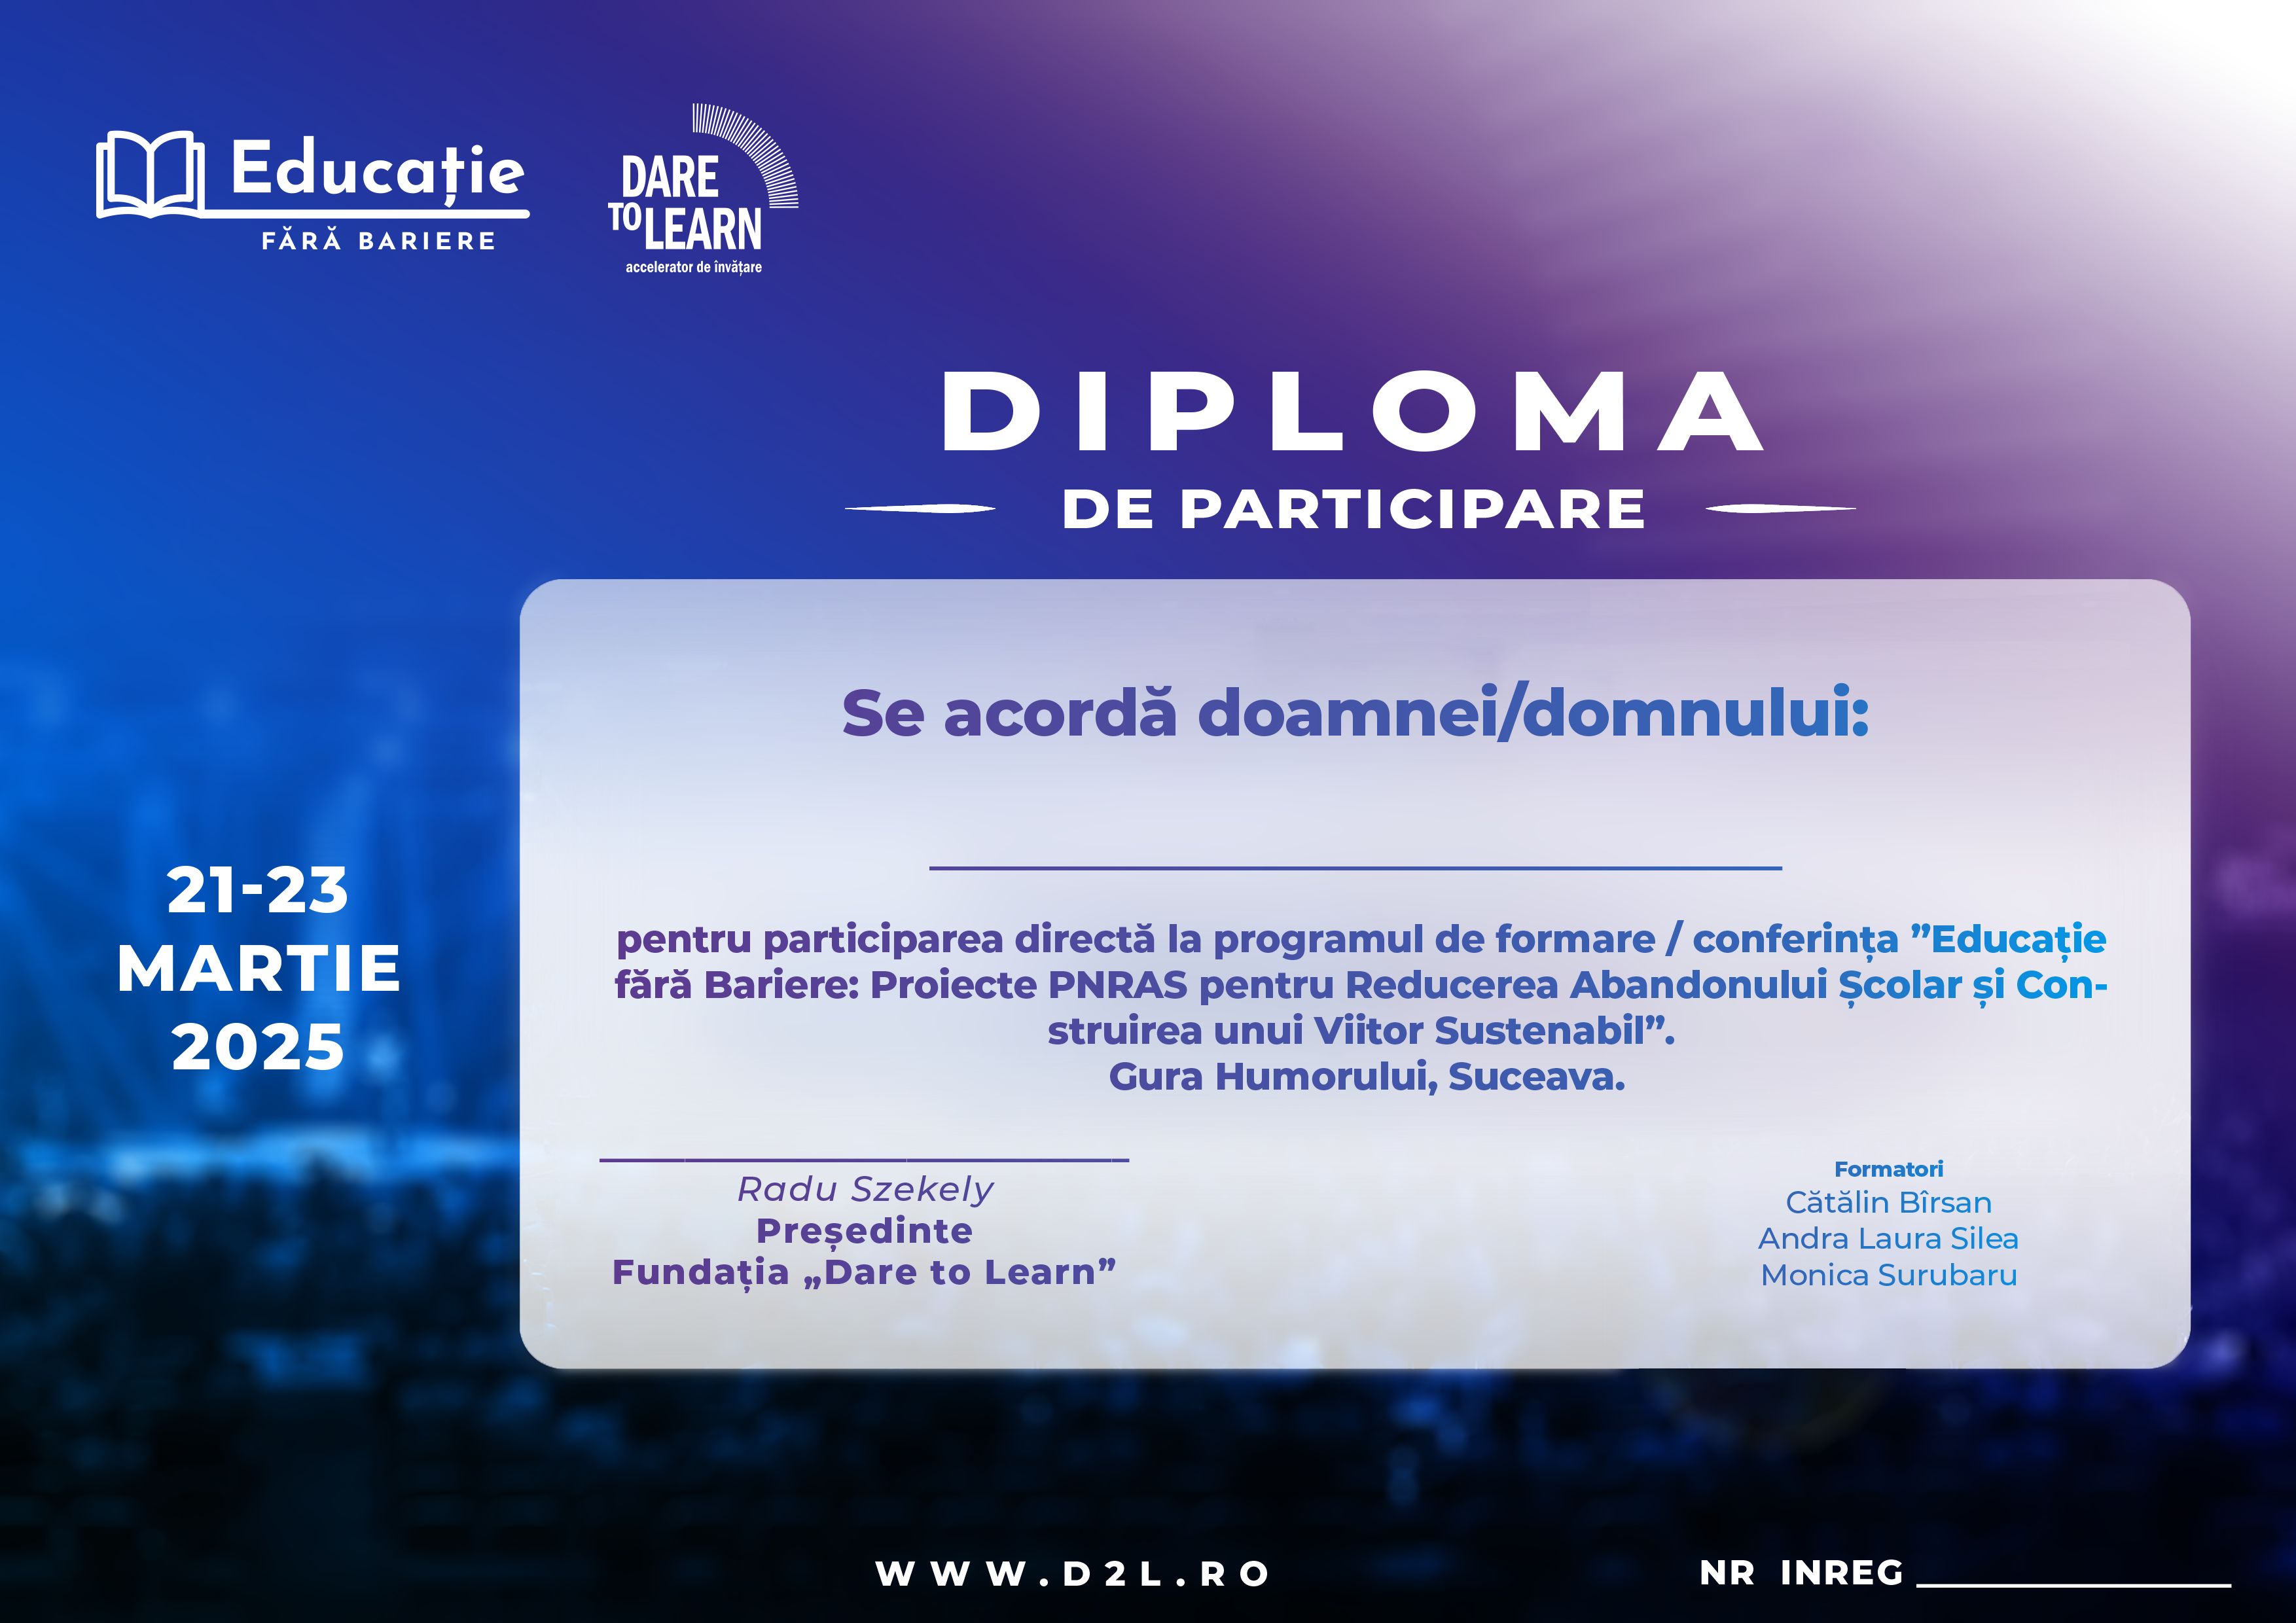 Educație
FĂRĂ BARIERE
DARE
TO LEARN
accelerator de învățare
DIPLOMA
DE PARTICIPARE
Se acordă doamnei/domnului:
21-23
MARTIE
2025
pentru participarea directă la programul de formare / conferința ”Educație
fără Bariere: Proiecte PNRAS pentru Reducerea Abandonului Școlar și Con-
struirea unui Viitor Sustenabil”.
Gura Humorului, Suceava.
Radu Szekely
Președinte
Fundația „Dare to Learn”
Formatori
Cătălin Bîrsan
Andra Laura Silea
Monica Surubaru
WWW.D2L.RO
NR INREG